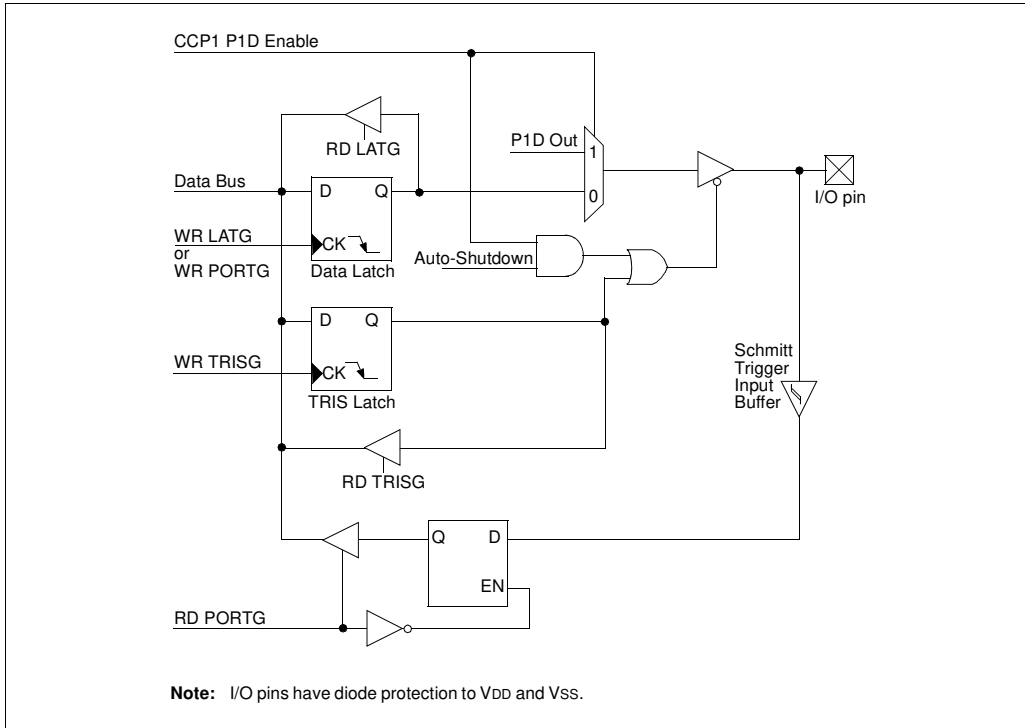 CCP1 P1D Enable
RD LATG
P1D Out
1
0
I/O pin
Data Bus
D
Q
CK
Data Latch
WR LATG
or
WR PORTG
Auto-Shutdown
D
Q
CK
TRIS Latch
WR TRISG
Schmitt
Trigger
Input
Buffer
RD TRISG
Q
D
EN
RD PORTG
Note: I/O pins have diode protection to VDD and VSS.